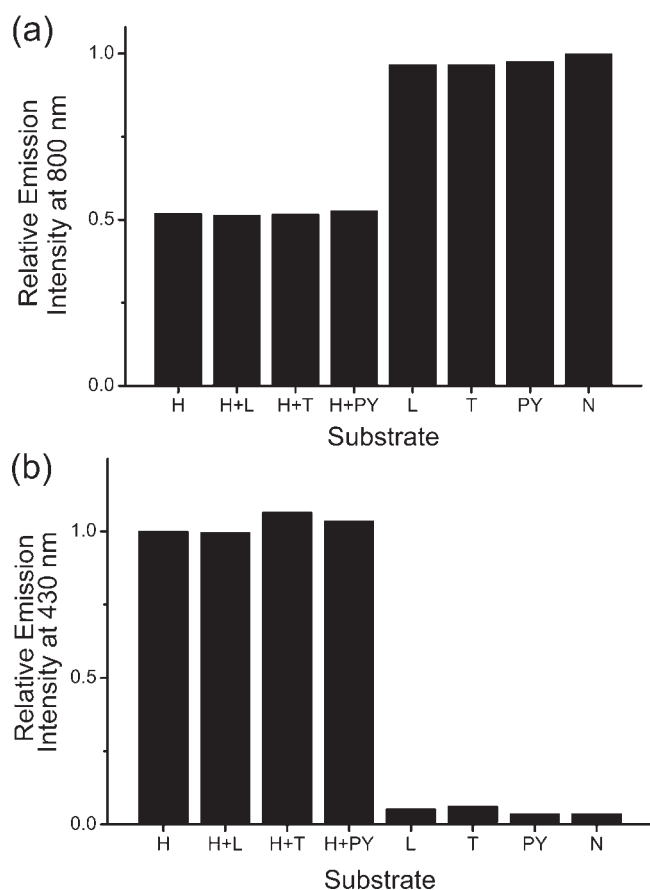 (a)
Relative Emission
Intensity at 800 nm
1.0
0.5
0.0
H H+L H+T H+PY L T PY N
Substrate
(b)
Relative Emission
Intensity at 430 nm
1.0
0.5
0.0
H H+L H+T H+PY L T PY N
Substrate